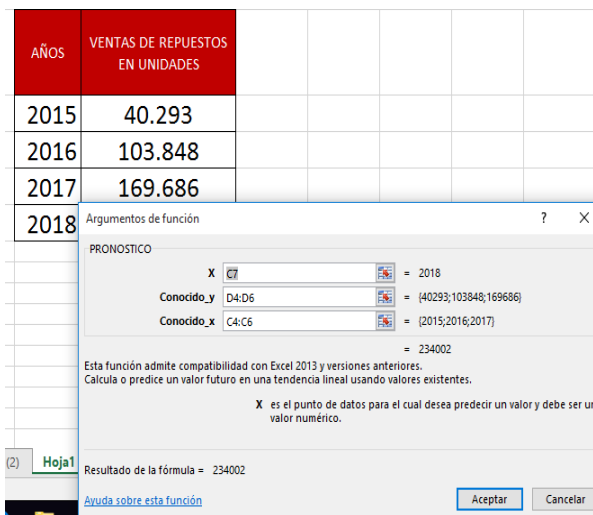 AÑOS
VENTAS DE REPUESTOS
EN UNIDADES
2015 40.293
2016 103.848
2017 169.686
2018
Argumentos de función ? X
PRONOSTICO
X C7 = 2018
Conocido_y D4:D6 = {40293;103848;169686}
Conocido_x C4:C6 = {2015;2016;2017}
= 234002
Esta función admite compatibilidad con Excel 2013 y versiones anteriores.
Calcula o predice un valor futuro en una tendencia lineal usando valores existentes.
X es el punto de datos para el cual desea predecir un valor y debe ser un
valor numérico.
(2) Hoja1
Resultado de la fórmula = 234002
Ayuda sobre esta función Aceptar Cancelar